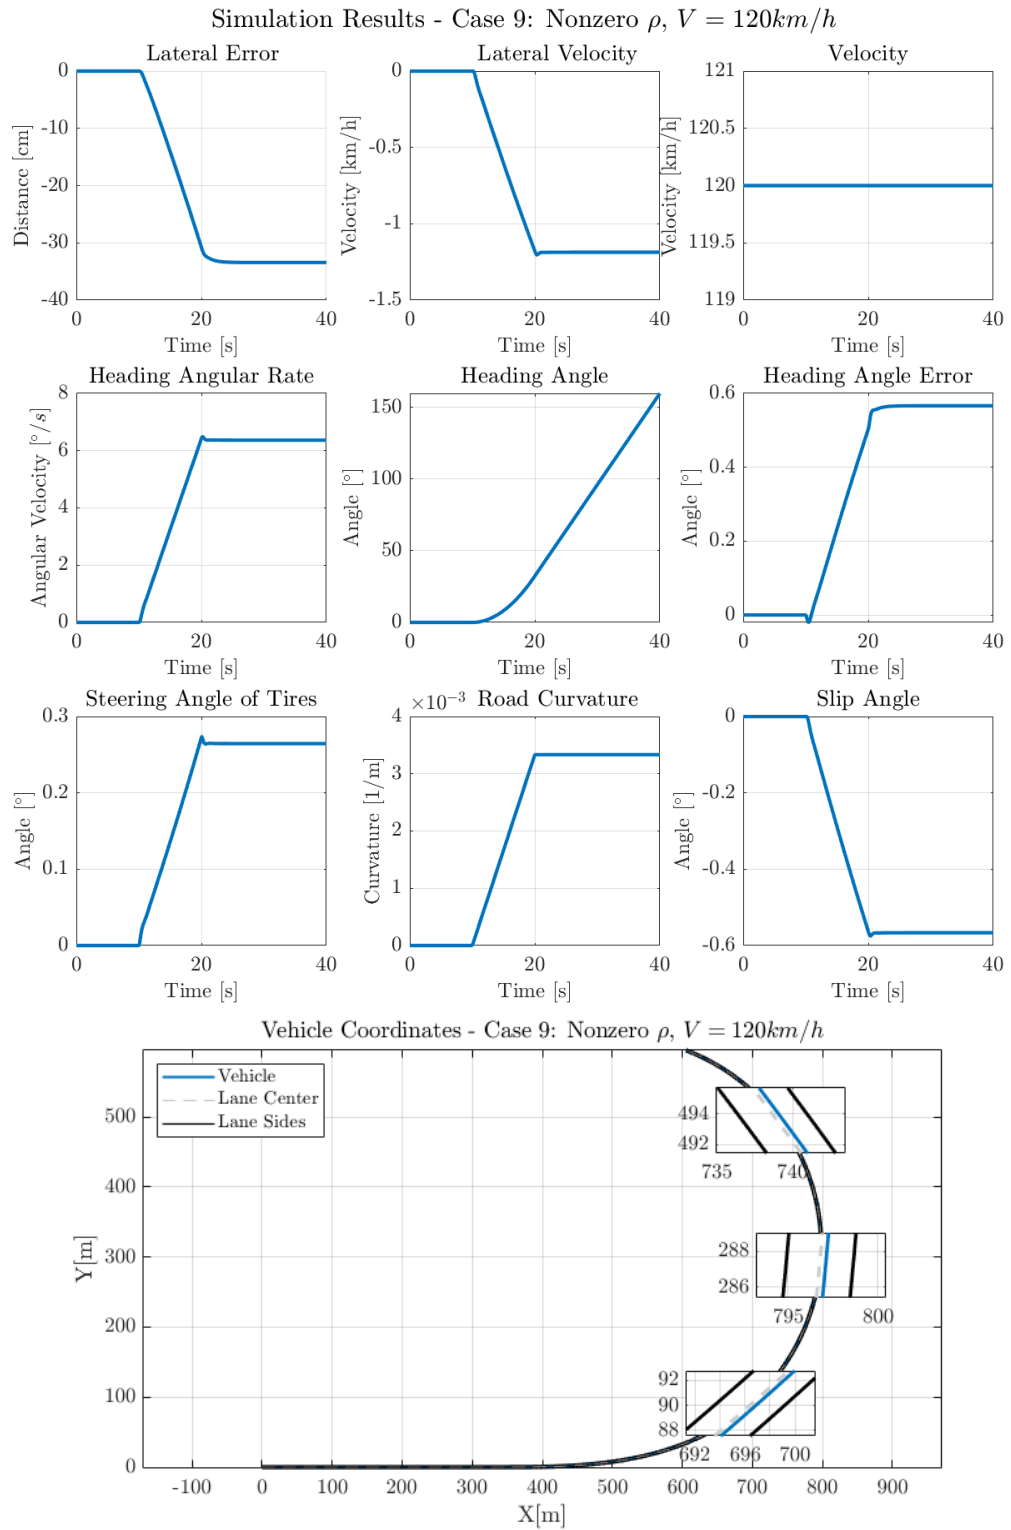 Simulation Results - Case 9: Nonzero ρ, V = 120km/h
Lateral Error
Lateral Velocity
Velocity
0
-10
-20
-30
-40
Distance [cm]
0 20 40
Time [s]
0
-0.5
-1
-1.5
Velocity [km/h]
0 20 40
Time [s]
121
120.5
120
119.5
119
Velocity [km/h]
0 20 40
Time [s]
Heading Angular Rate
Heading Angle
Heading Angle Error
8
6
4
2
0
Angular Velocity [°/s]
0 20 40
Time [s]
150
100
50
0
Angle [°]
0 20 40
Time [s]
0.6
0.4
0.2
0
Angle [°]
0 20 40
Time [s]
Steering Angle of Tires
×10⁻³ Road Curvature
Slip Angle
0.3
0.2
0.1
0
Angle [°]
0 20 40
Time [s]
4
3
2
1
0
Curvature [1/m]
0 20 40
Time [s]
0
-0.2
-0.4
-0.6
Angle [°]
0 20 40
Time [s]
Vehicle Coordinates - Case 9: Nonzero ρ, V = 120km/h
Vehicle
Lane Center
Lane Sides
500
400
300
200
100
0
Y[m]
494
492
735 740
288
286
795 800
92
90
88
692 696 700
-100 0 100 200 300 400 500 600 700 800 900
X[m]